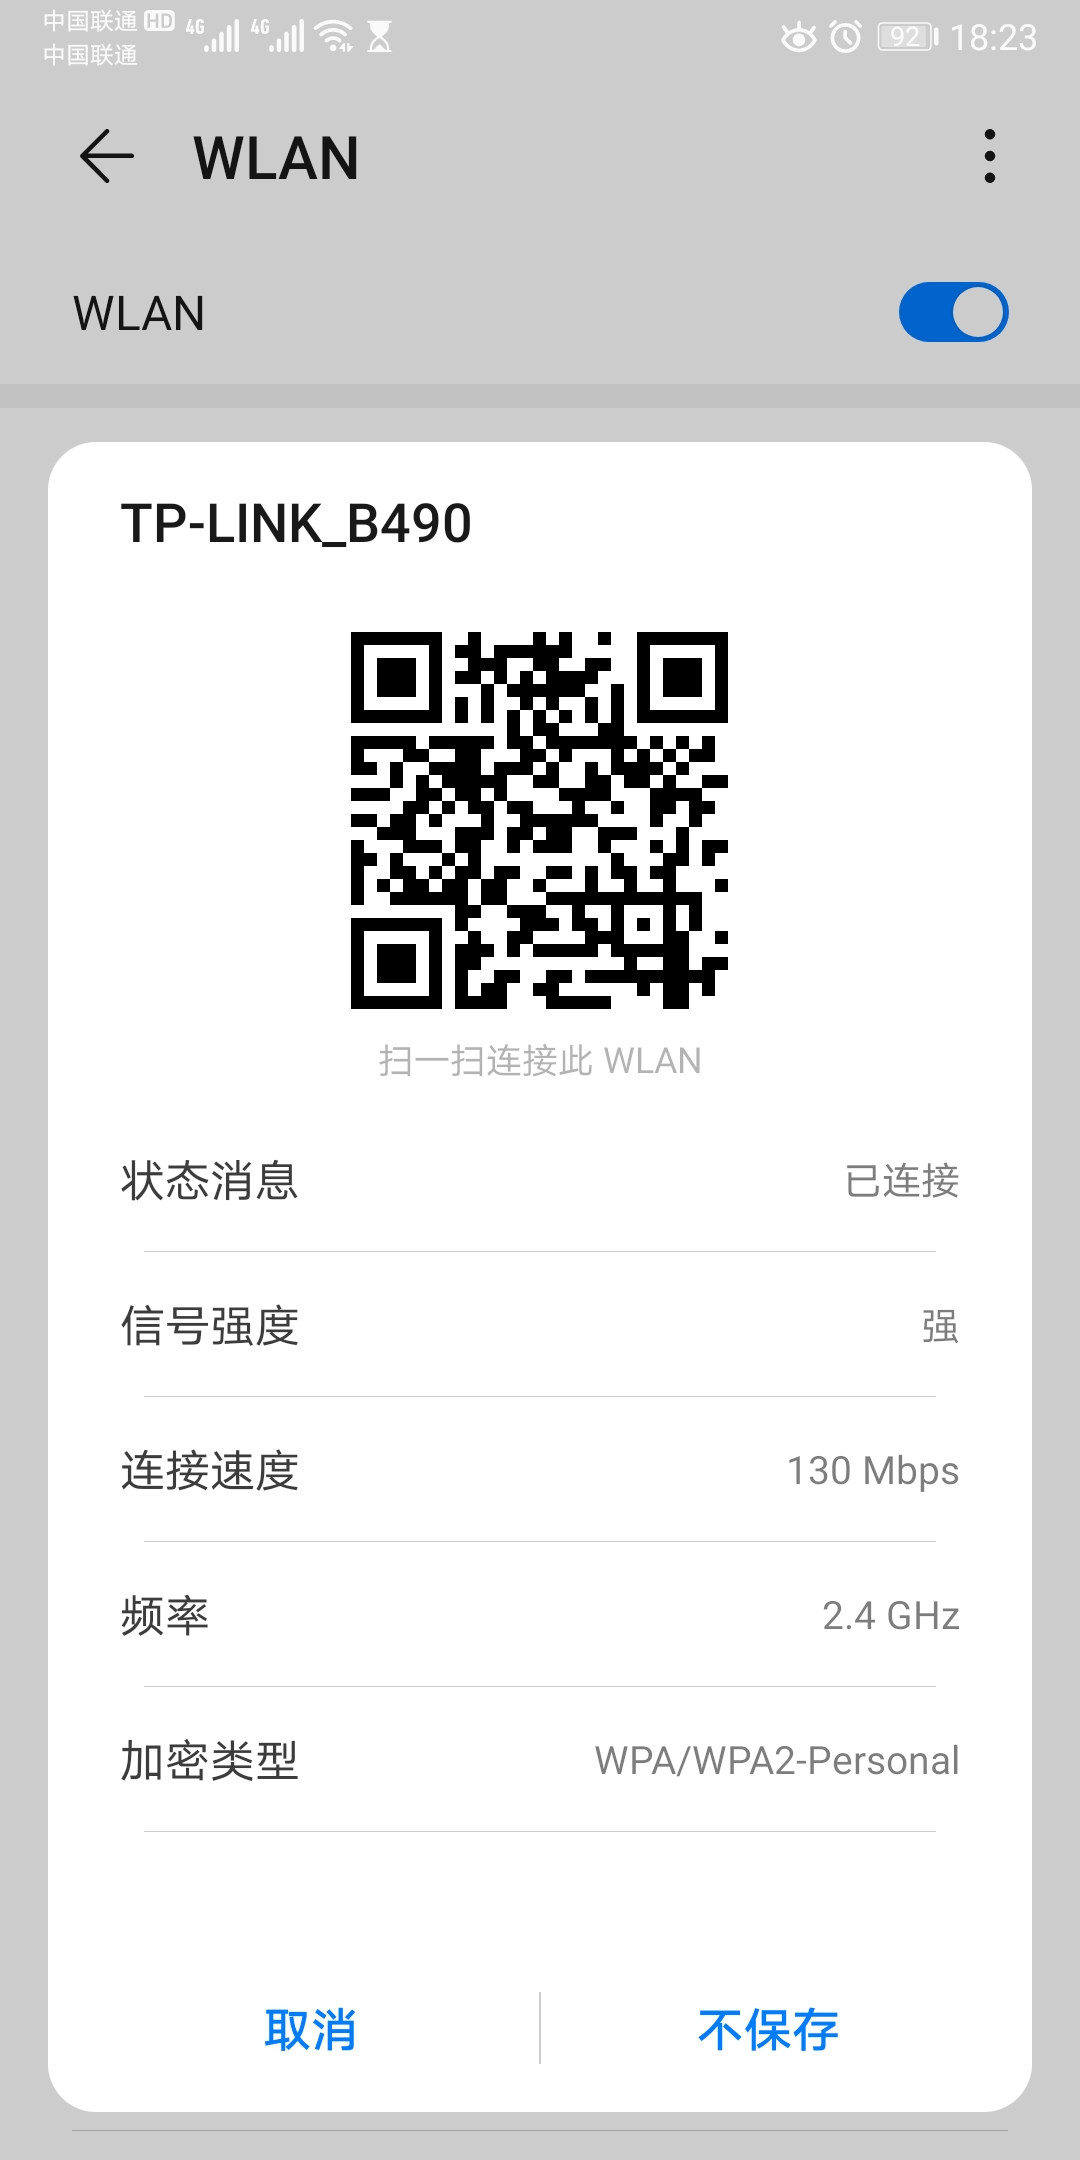 中国联通 HD 4G 4G 92 18:23
中国联通
WLAN
WLAN
TP-LINK_B490
扫一扫连接此 WLAN
状态消息 已连接
信号强度 强
连接速度 130 Mbps
频率 2.4 GHz
加密类型 WPA/WPA2-Personal
取消 不保存